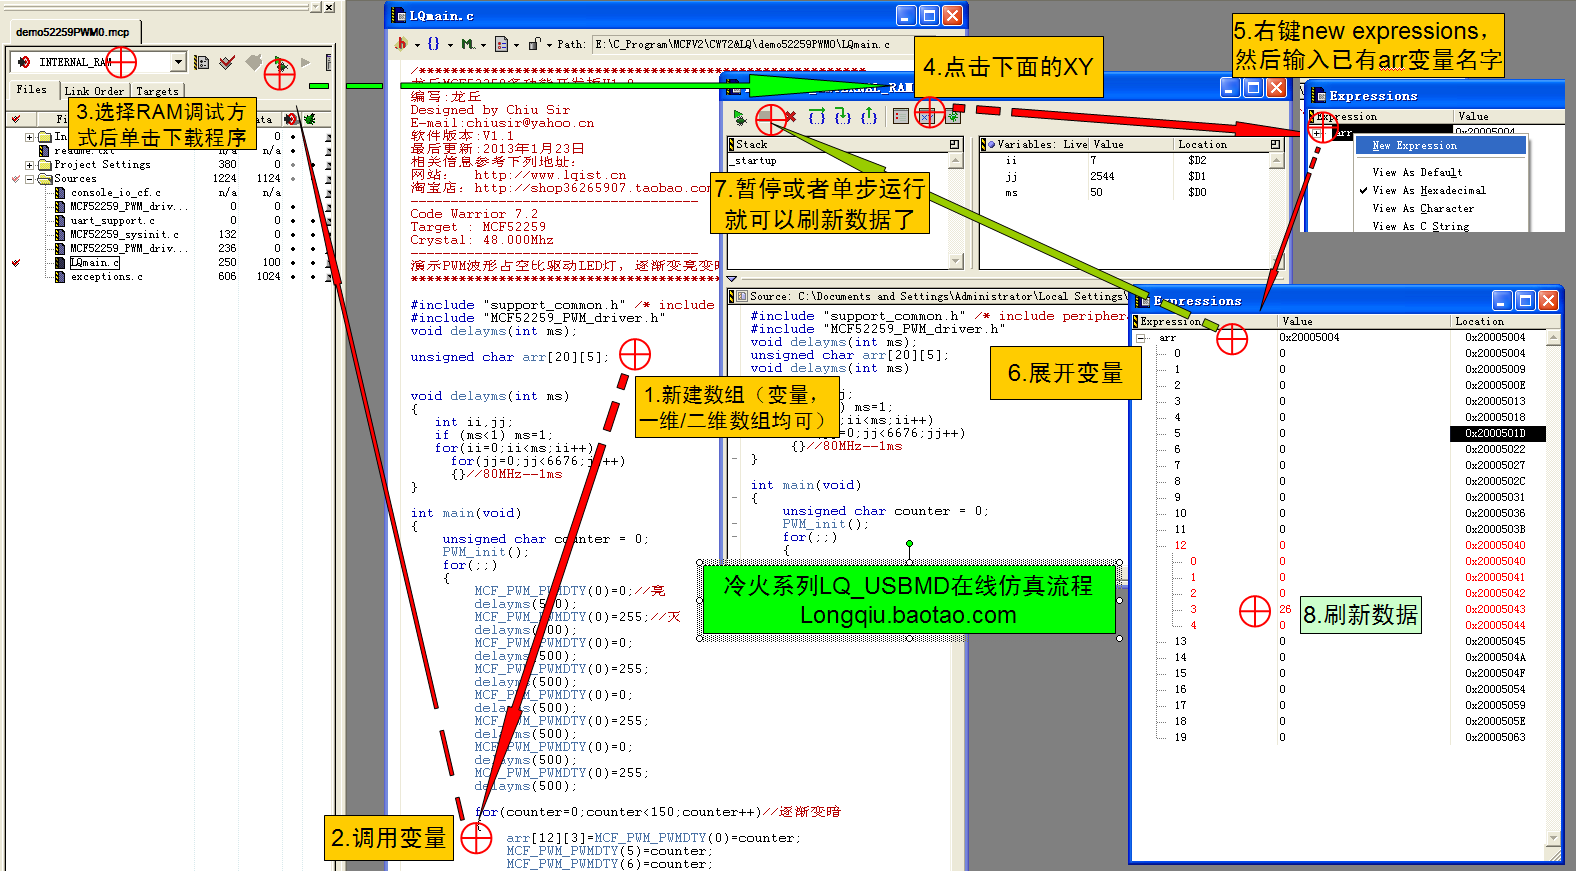 demo52259PWM0.mcp
INTERNAL_RAM
Files
Link Order
Targets
3.选择RAM调试方
式后单击下载程序
readme.txt n/a n/a
Project Settings 380 0
Sources 1224 1124
console_io_cf.c n/a n/a
MCF52259_PWM_driv... 0 0
uart_support.c 0 0
MCF52259_sysinit.c 132 0
MCF52259_PWM_driv... 236 0
LQmain.c 250 100
exceptions.c 606 1024
LQmain.c
Path: E:\C_Program\MCFV2\CW72&LQ\demo52259PWM0\LQmain.c
编写:龙丘
Designed by Chiu Sir
E-mail:chiusir@yahoo.cn
软件版本:V1.1
最后更新:2013年1月23日
相关信息参考下列地址:
网站: http://www.lqist.cn
淘宝店: http://shop36265907.taobao.com
Code Warrior 7.2
Target : MCF52259
Crystal: 48.000Mhz
演示PWM波形占空比驱动LED灯, 逐渐变亮变暗
#include "support_common.h" /* include
#include "MCF52259_PWM_driver.h"
void delayms(int ms);
unsigned char arr[20][5];
void delayms(int ms)
{
int ii,jj;
if (ms<1) ms=1;
for(ii=0;ii<ms;ii++)
for(jj=0;jj<6676;jj++)
{}//80MHz--1ms
}
int main(void)
{
unsigned char counter = 0;
PWM_init();
for(;;)
{
MCF_PWM_PWMDTY(0)=0;//亮
delayms(500);
MCF_PWM_PWMDTY(0)=255;//灭
delayms(500);
MCF_PWM_PWMDTY(0)=0;
delayms(500);
MCF_PWM_PWMDTY(0)=255;
delayms(500);
MCF_PWM_PWMDTY(0)=0;
delayms(500);
MCF_PWM_PWMDTY(0)=255;
delayms(500);
MCF_PWM_PWMDTY(0)=0;
delayms(500);
MCF_PWM_PWMDTY(0)=255;
delayms(500);
for(counter=0;counter<150;counter++)//逐渐变暗
{
arr[12][3]=MCF_PWM_PWMDTY(0)=counter;
MCF_PWM_PWMDTY(5)=counter;
MCF_PWM_PWMDTY(6)=counter;
1.新建数组（变量,
一维/二维数组均可）
2.调用变量
4.点击下面的XY
INTERNAL_RAM
Stack
_startup
Variables: Live Value Location
ii 7 $D2
jj 2544 $D1
ms 50 $D0
7.暂停或者单步运行
就可以刷新数据了
Source: C:\Documents and Settings\Administrator\Local Settings\
#include "support_common.h" /* include peripher
#include "MCF52259_PWM_driver.h"
void delayms(int ms);
unsigned char arr[20][5];
void delayms(int ms)
j;
) ms=1;
;ii<ms;ii++)
=0;jj<6676;jj++)
{}//80MHz--1ms
}
int main(void)
{
unsigned char counter = 0;
PWM_init();
for(;;)
{
冷火系列LQ_USBMD在线仿真流程
Longqiu.baotao.com
5.右键new expressions,
然后输入已有arr变量名字
Expressions
Expression Value
arr 0x20005004
New Expression
View As Default
View As Hexadecimal
View As Character
View As C String
6.展开变量
Expressions
Expression Value Location
arr 0x20005004 0x20005004
0 0 0x20005004
1 0 0x20005009
2 0 0x2000500E
3 0 0x20005013
4 0 0x20005018
5 0 0x2000501D
6 0 0x20005022
7 0 0x20005027
8 0 0x2000502C
9 0 0x20005031
10 0 0x20005036
11 0 0x2000503B
12 0 0x20005040
0 0 0x20005040
1 0 0x20005041
2 0 0x20005042
3 26 0x20005043
4 0 0x20005044
13 0 0x20005045
14 0 0x2000504A
15 0 0x2000504F
16 0 0x20005054
17 0 0x20005059
18 0 0x2000505E
19 0 0x20005063
8.刷新数据